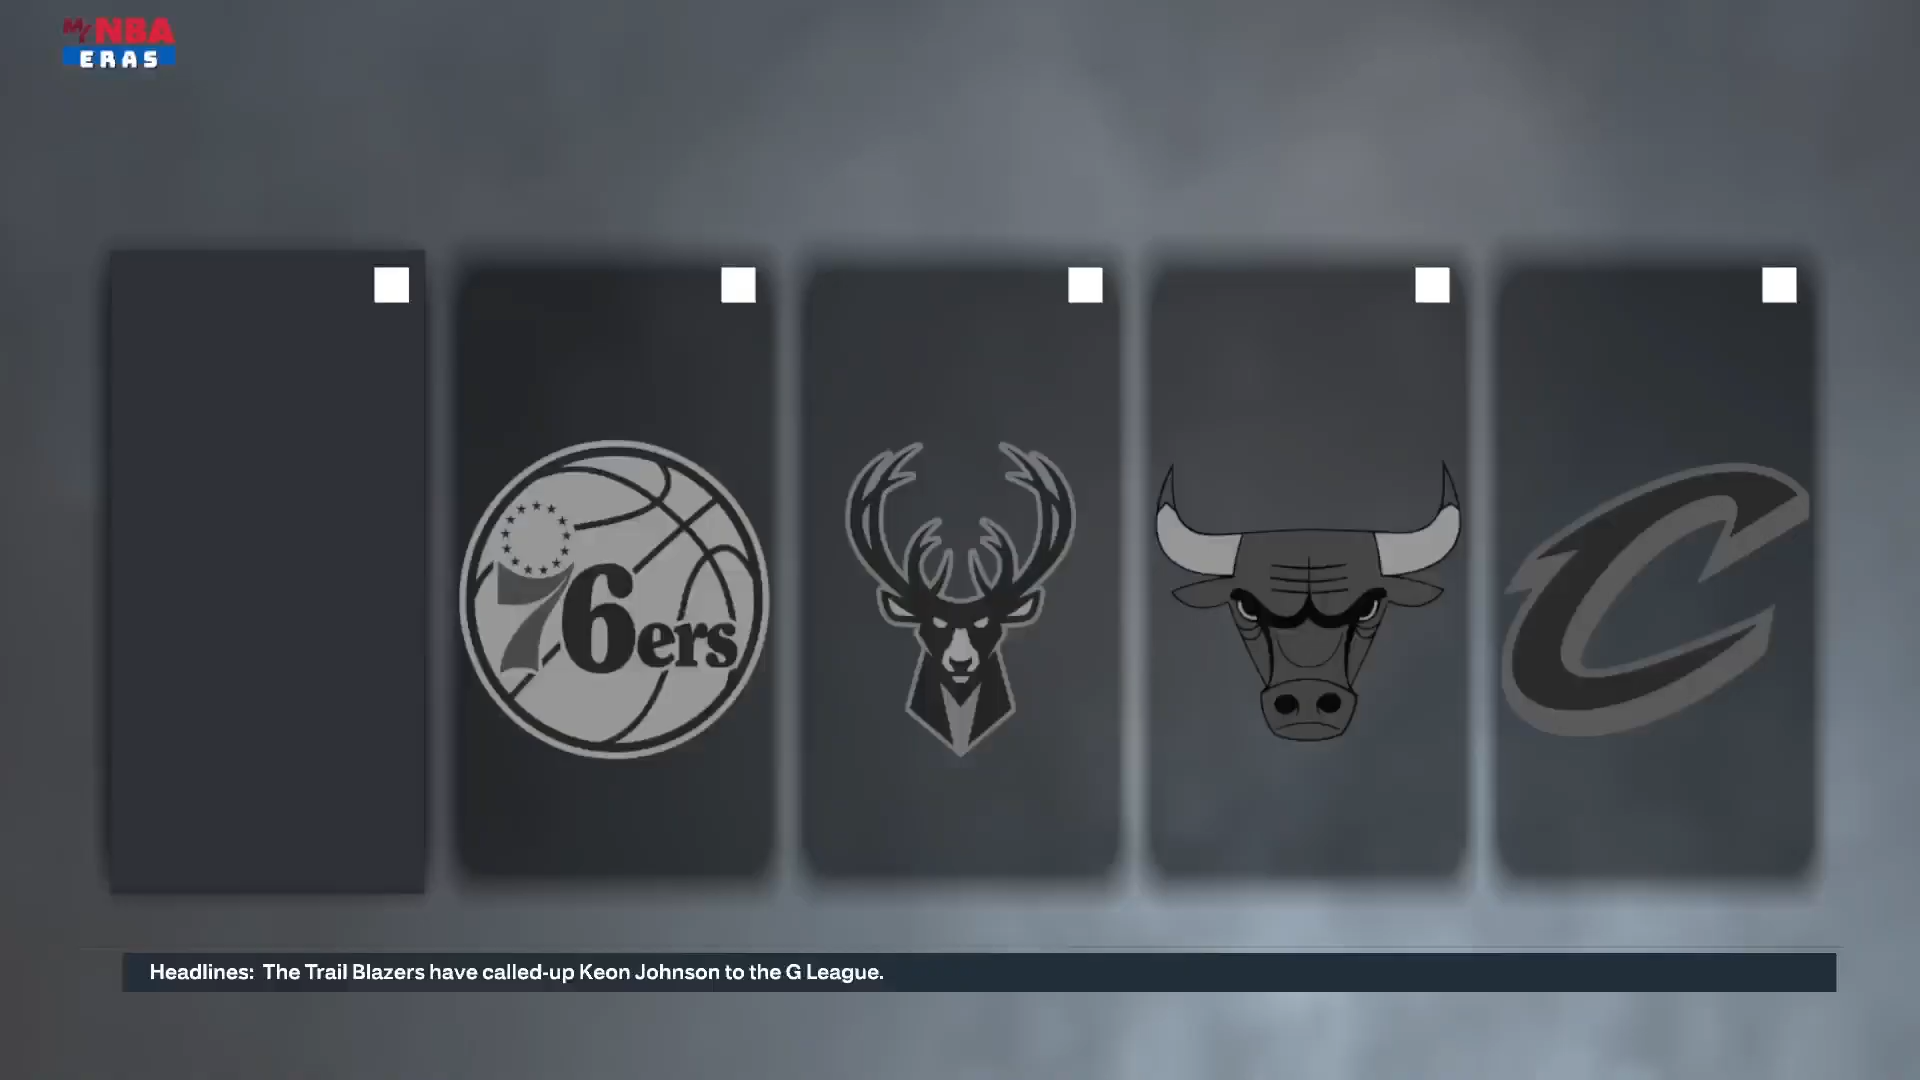 MyNBA
ERAS
76ers
Headlines: The Trail Blazers have called-up Keon Johnson to the G League.